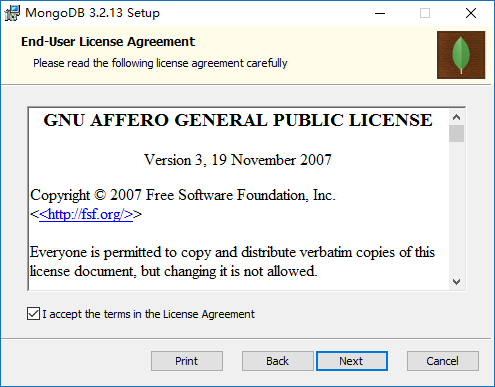 MongoDB 3.2.13 Setup
End-User License Agreement
Please read the following license agreement carefully
GNU AFFERO GENERAL PUBLIC LICENSE
Version 3, 19 November 2007
Copyright © 2007 Free Software Foundation, Inc.
<<http://fsf.org/>>
Everyone is permitted to copy and distribute verbatim copies of this
license document, but changing it is not allowed.
I accept the terms in the License Agreement
Print
Back
Next
Cancel